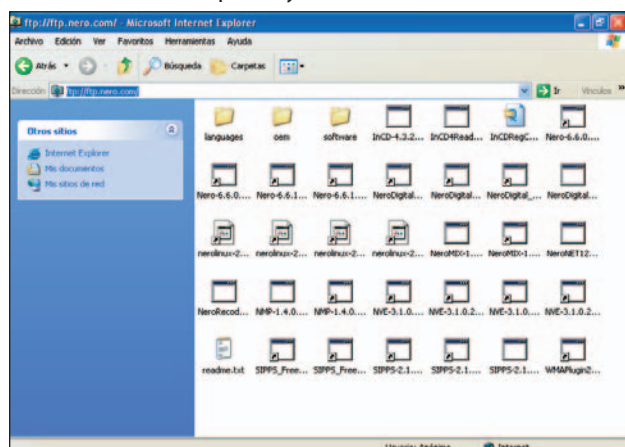 ftp://ftp.nero.com/ - Microsoft Internet Explorer
Archivo Edición Ver Favoritos Herramientas Ayuda
Atrás Búsqueda Carpetas
Dirección ftp://ftp.nero.com/ Ir Vínculos »
Otros sitios
Internet Explorer
Mis documentos
Mis sitios de red
languages oem software InCD-4.3.2... InCD4Read... InCDRegC... Nero-6.6.0....
Nero-6.6.0.... Nero-6.6.1... Nero-6.6.1.... NeroDigital... NeroDigital... NeroDigital_... NeroDigital...
nerolinux-2... nerolinux-2... nerolinux-2... NeroMIX-1... NeroMIX-1... NeroNET12...
NeroRecod... NMP-1.4.0.... NMP-1.4.0.... NVE-3.1.0.... NVE-3.1.0.2... NVE-3.1.0.... NVE-3.1.0.2...
readme.txt SIPPS_Free... SIPPS_Free... SIPPS-2.1.... SIPPS-2.1.... SIPPS-2.1.... WMAPlugin2...
Usuario: Anónimo Internet